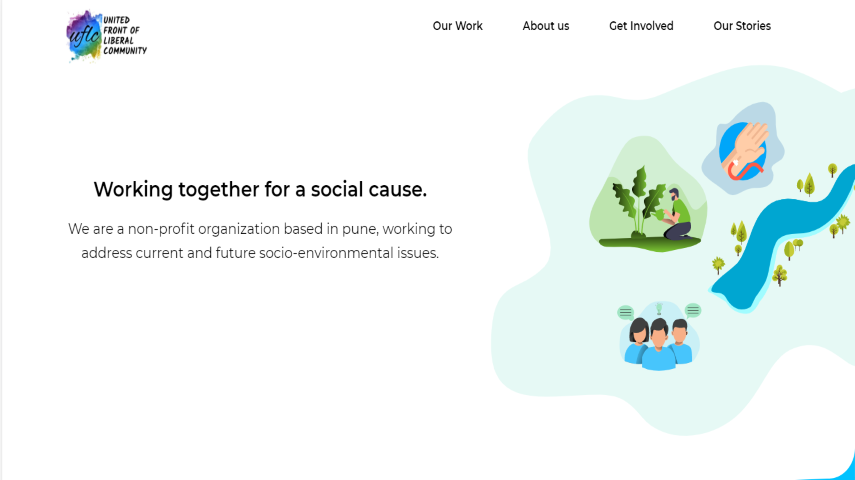 uflc
UNITED
FRONT OF
LIBERAL
COMMUNITY
Our Work
About us
Get Involved
Our Stories
Working together for a social cause.
We are a non-profit organization based in pune, working to
address current and future socio-environmental issues.